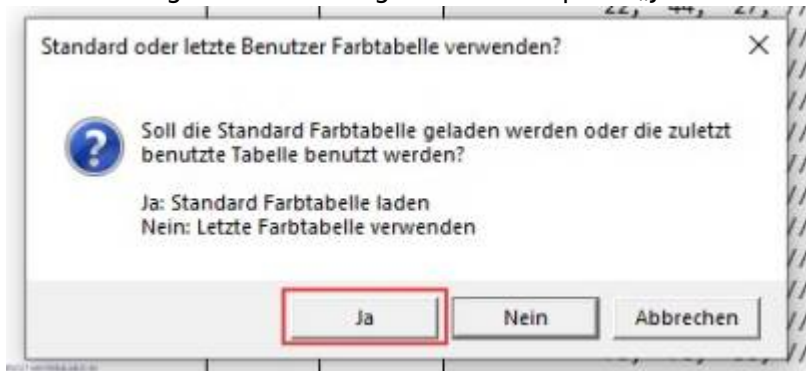 Standard oder letzte Benutzer Farbtabelle verwenden?
Soll die Standard Farbtabelle geladen werden oder die zuletzt
benutzte Tabelle benutzt werden?
Ja: Standard Farbtabelle laden
Nein: Letzte Farbtabelle verwenden
Ja Nein Abbrechen